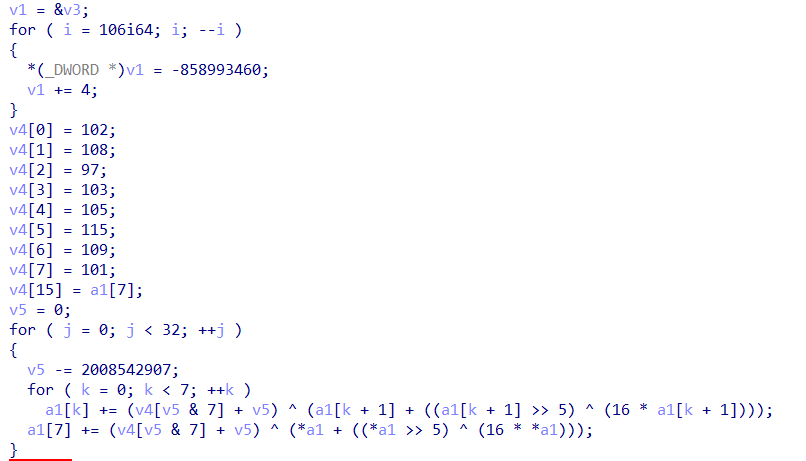 v1 = &v3;
for ( i = 106i64; i; --i )
{
*(_DWORD *)v1 = -858993460;
v1 += 4;
}
v4[0] = 102;
v4[1] = 108;
v4[2] = 97;
v4[3] = 103;
v4[4] = 105;
v4[5] = 115;
v4[6] = 109;
v4[7] = 101;
v4[15] = a1[7];
v5 = 0;
for ( j = 0; j < 32; ++j )
{
v5 -= 2008542907;
for ( k = 0; k < 7; ++k )
a1[k] += (v4[v5 & 7] + v5) ^ (a1[k + 1] + ((a1[k + 1] >> 5) ^ (16 * a1[k + 1])));
a1[7] += (v4[v5 & 7] + v5) ^ (*a1 + ((*a1 >> 5) ^ (16 * *a1)));
}